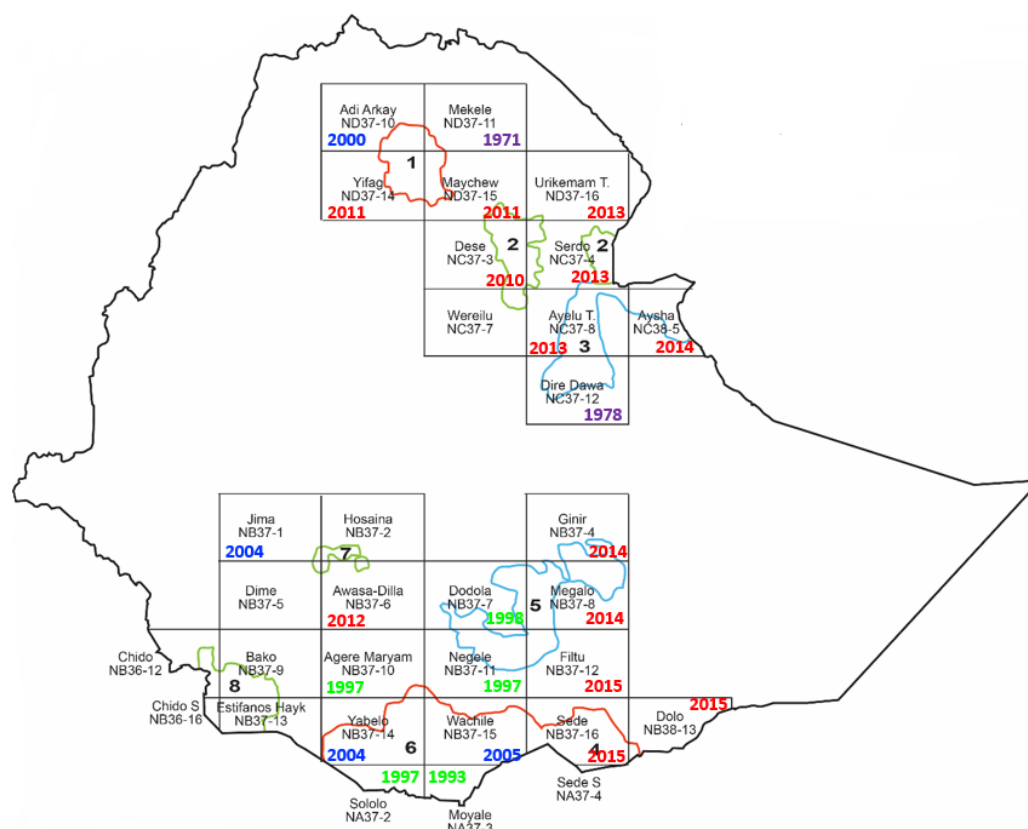 Adi Arkay
ND37-10
2000
Mekele
ND37-11
1971
1
Yifag
ND37-14
2011
Maychew
ND37-15
2011
Urikemam T.
ND37-16
2013
Dese
NC37-3
2010
2
Serdo
NC37-4
2013
2
Wereilu
NC37-7
Ayelu T.
NC37-8
2013
3
Aysha
NC38-5
2014
Dire Dawa
NC37-12
1978
Jima
NB37-1
2004
Hosaina
NB37-2
7
Ginir
NB37-4
2014
Dime
NB37-5
Awasa-Dilla
NB37-6
2012
Dodola
NB37-7
1998
5
Megalo
NB37-8
2014
Chido
NB36-12
Bako
NB37-9
8
Agere Maryam
NB37-10
1997
Negele
NB37-11
1997
Filtu
NB37-12
2015
Chido S
NB36-16
Estifanos Hayk
NB37-13
Yabelo
NB37-14
2004
6
Wachile
NB37-15
2005
Sede
NB37-16
4
2015
2015
Dolo
NB38-13
1997
1993
Sololo
NA37-2
Moyale
NA37-3
Sede S
NA37-4